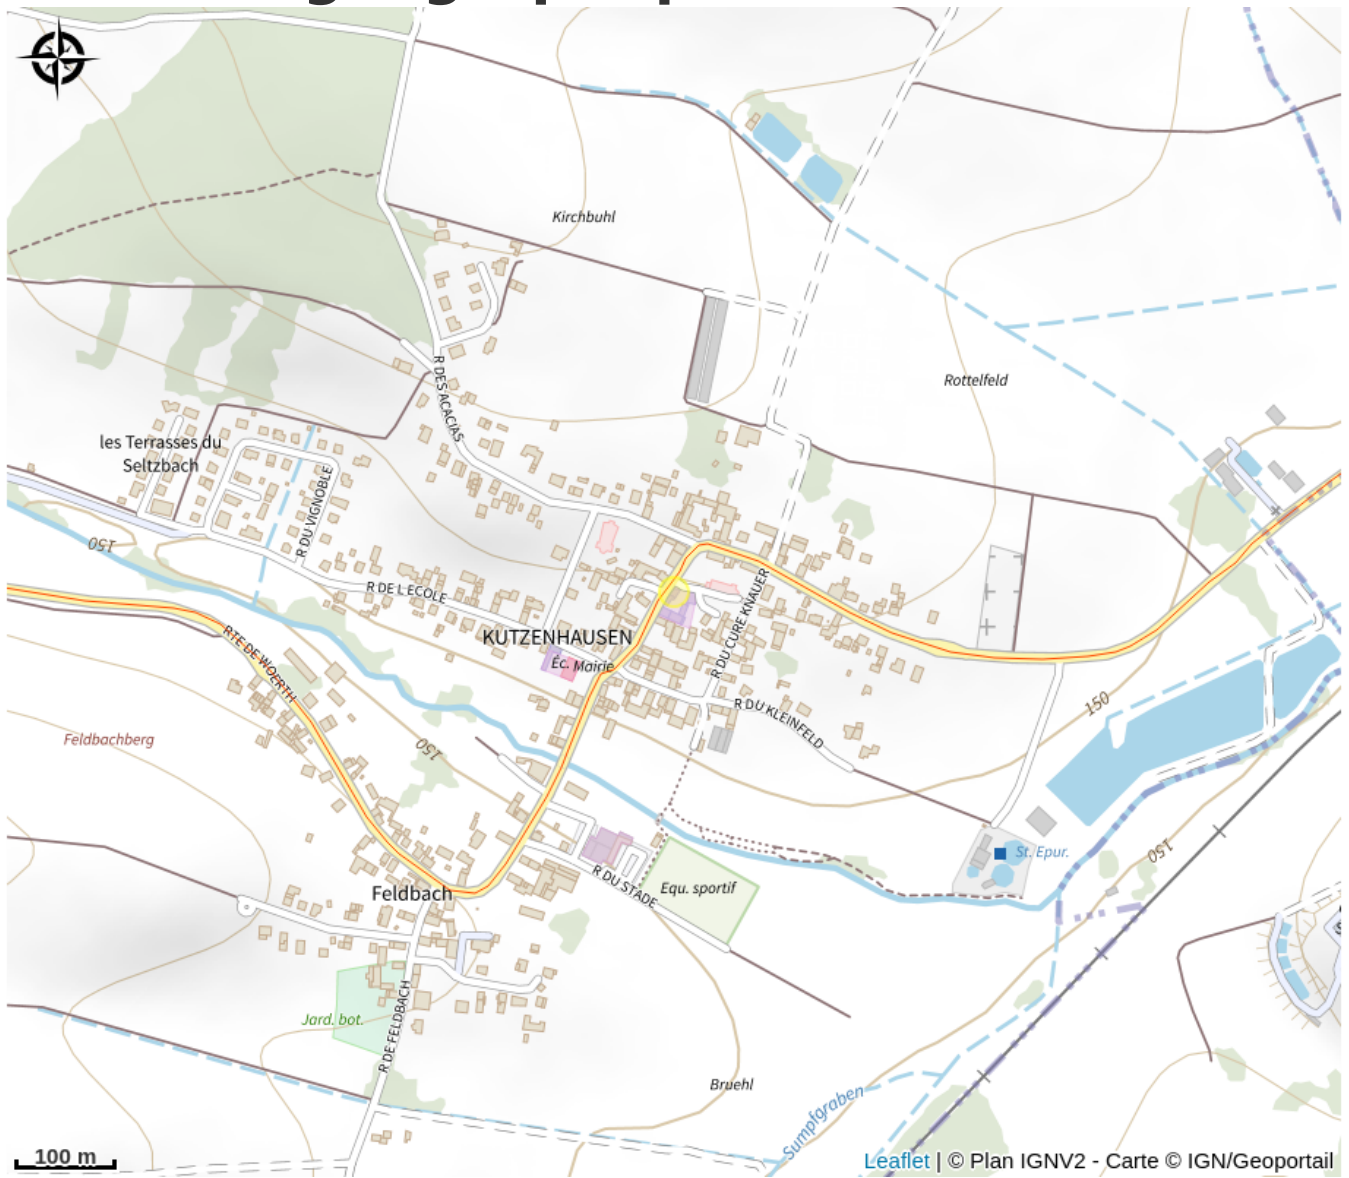 Kirchbuhl
Rottelfeld
R DES ACACIAS
les Terrasses du
Seltzbach
R DU VIGNOBLE
150
R DE L ECOLE
KUTZENHAUSEN
Éc. Mairie
R DU CURE KNAUER
RTE DE WOERTH
R DU KLEINFELD
150
Feldbachberg
150
150
St. Epur.
Feldbach
R DU STADE
Equ. sportif
Jard. bot.
R DE FELDBACH
Bruehl
Sumpfgraben
100 m
Leaflet | © Plan IGNV2 - Carte © IGN/Geoportail